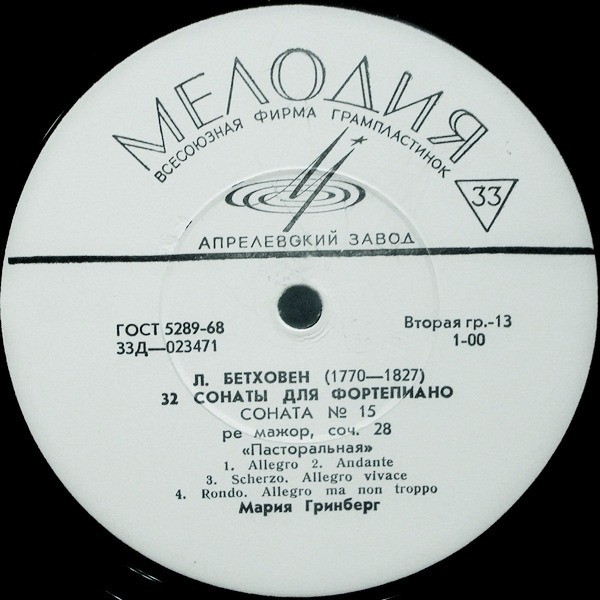 МЕЛОДИЯ
ВСЕСОЮЗНАЯ ФИРМА ГРАМПЛАСТИНОК
33
АПРЕЛЕВСКИЙ ЗАВОД
ГОСТ 5289-68
Вторая гр.-13
33Д—023471
1-00
Л. БЕТХОВЕН (1770—1827)
32 СОНАТЫ ДЛЯ ФОРТЕПИАНО
СОНАТА № 15
ре мажор, соч. 28
«Пасторальная»
1. Allegro 2. Andante
3. Scherzo. Allegro vivace
4. Rondo. Allegro ma non troppo
Мария Гринберг